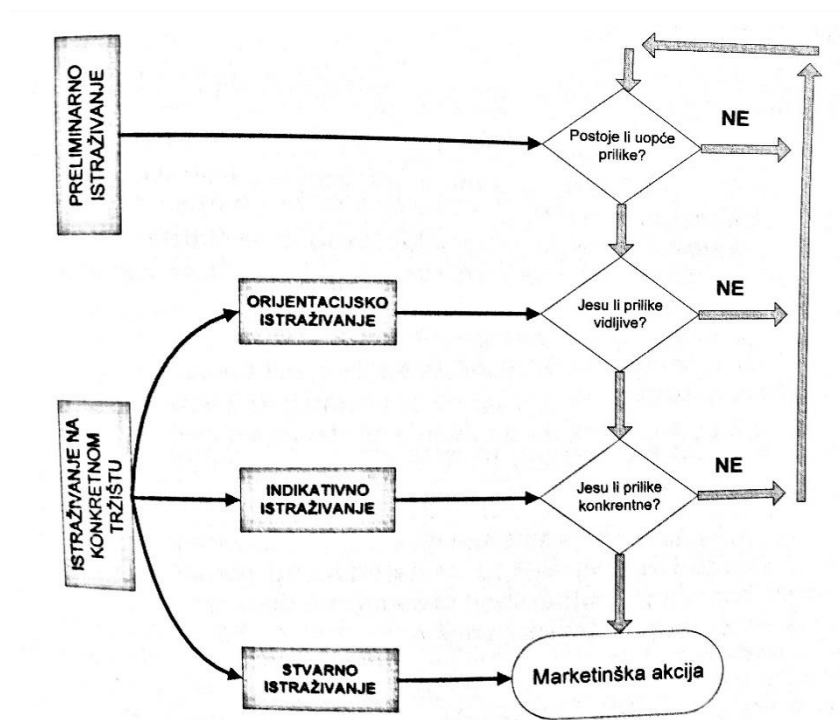 PRELIMINARNO
ISTRAŽIVANJE
Postoje li uopće
prilike?
NE
ORIJENTACIJSKO
ISTRAŽIVANJE
Jesu li prilike
vidljive?
NE
ISTRAŽIVANJE NA
KONKRETNOM
TRŽIŠTU
INDIKATIVNO
ISTRAŽIVANJE
Jesu li prilike
konkrentne?
NE
STVARNO
ISTRAŽIVANJE
Marketinška akcija